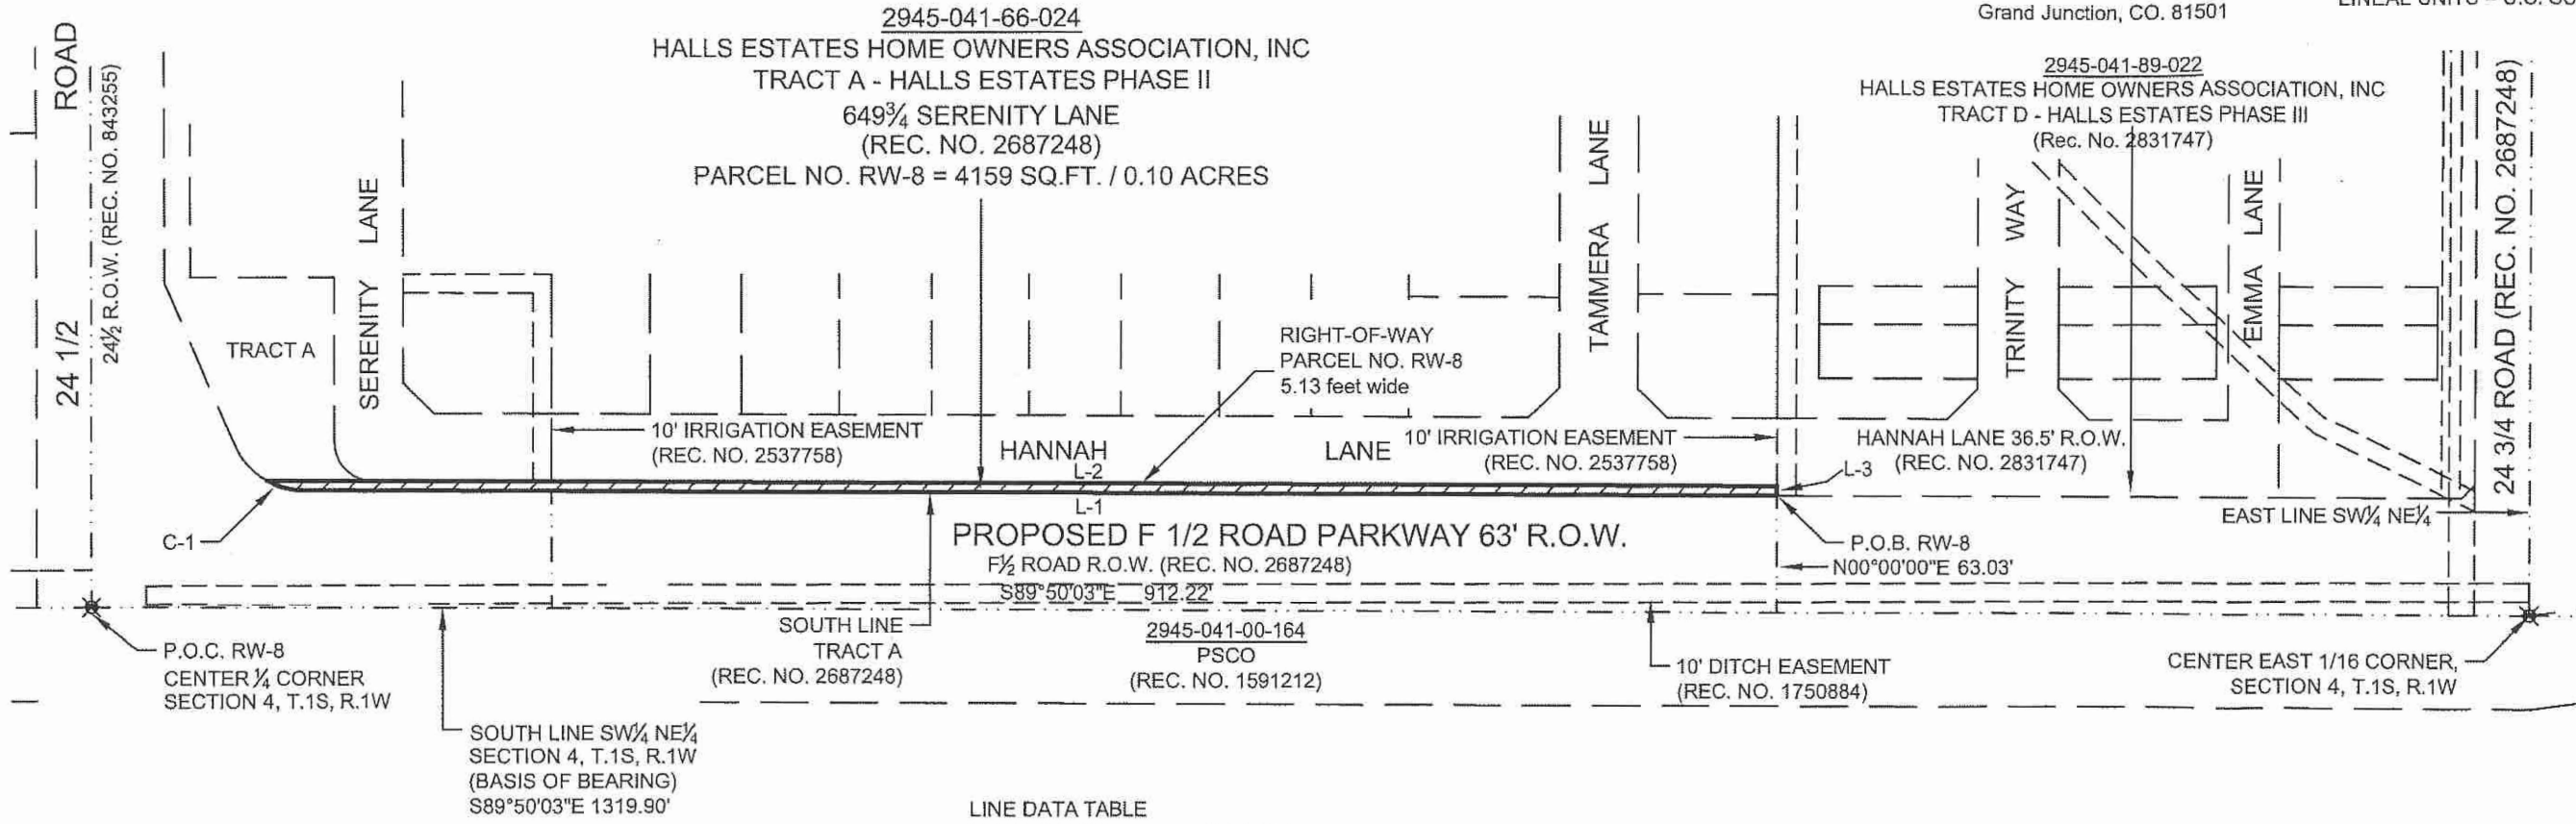 Grand Junction, CO. 81501
2945-041-66-024
HALLS ESTATES HOME OWNERS ASSOCIATION, INC
TRACT A - HALLS ESTATES PHASE II
649¾ SERENITY LANE
(REC. NO. 2687248)
PARCEL NO. RW-8 = 4159 SQ.FT. / 0.10 ACRES
2945-041-89-022
HALLS ESTATES HOME OWNERS ASSOCIATION, INC
TRACT D - HALLS ESTATES PHASE III
(Rec. No. 2831747)
24 1/2 ROAD
24½ R.O.W. (REC. NO. 843255)
TRACT A
SERENITY LANE
RIGHT-OF-WAY
PARCEL NO. RW-8
5.13 feet wide
TAMMERA LANE
TRINITY WAY
EMMA LANE
24 3/4 ROAD (REC. NO. 2687248)
10' IRRIGATION EASEMENT
(REC. NO. 2537758)
HANNAH LANE
10' IRRIGATION EASEMENT
(REC. NO. 2537758)
HANNAH LANE 36.5' R.O.W.
(REC. NO. 2831747)
L-2
L-3
L-1
C-1
PROPOSED F 1/2 ROAD PARKWAY 63' R.O.W.
F½ ROAD R.O.W. (REC. NO. 2687248)
S89°50'03"E 912.22'
EAST LINE SW¼ NE¼
P.O.B. RW-8
N00°00'00"E 63.03'
P.O.C. RW-8
CENTER ¼ CORNER
SECTION 4, T.1S, R.1W
SOUTH LINE
TRACT A
(REC. NO. 2687248)
2945-041-00-164
PSCO
(REC. NO. 1591212)
10' DITCH EASEMENT
(REC. NO. 1750884)
CENTER EAST 1/16 CORNER,
SECTION 4, T.1S, R.1W
SOUTH LINE SW¼ NE¼
SECTION 4, T.1S, R.1W
(BASIS OF BEARING)
S89°50'03"E 1319.90'
LINE DATA TABLE